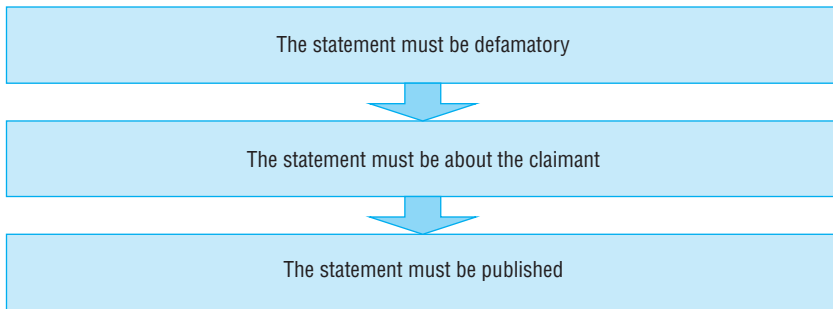 The statement must be defamatory
The statement must be about the claimant
The statement must be published